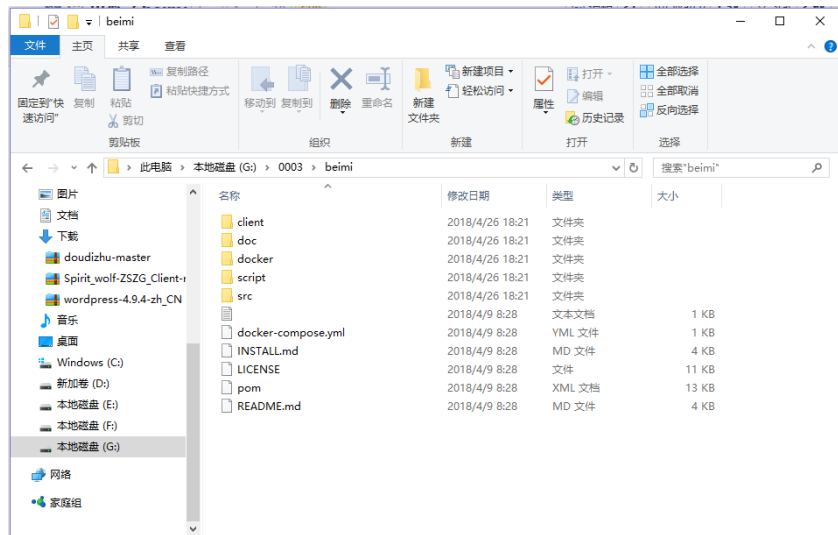 beimi
文件 主页 共享 查看
固定到"快速访问" 复制 粘贴 复制路径 粘贴快捷方式 剪切 移动到 复制到 删除 重命名 新建文件夹 新建项目 轻松访问 属性 打开 编辑 历史记录 全部选择 全部取消 反向选择
剪贴板 组织 新建 打开 选择
此电脑 › 本地磁盘 (G:) › 0003 › beimi 搜索"beimi"
名称 修改日期 类型 大小
图片
文档
下载
doudizhu-master
Spirit_wolf-ZSZG_Client-
wordpress-4.9.4-zh_CN
音乐
桌面
Windows (C:)
新加卷 (D:)
本地磁盘 (E:)
本地磁盘 (F:)
本地磁盘 (G:)
网络
家庭组
client 2018/4/26 18:21 文件夹
doc 2018/4/26 18:21 文件夹
docker 2018/4/26 18:21 文件夹
script 2018/4/26 18:21 文件夹
src 2018/4/26 18:21 文件夹
2018/4/9 8:28 文本文档 1 KB
docker-compose.yml 2018/4/9 8:28 YML 文件 1 KB
INSTALL.md 2018/4/9 8:28 MD 文件 4 KB
LICENSE 2018/4/9 8:28 文件 11 KB
pom 2018/4/9 8:28 XML 文档 13 KB
README.md 2018/4/9 8:28 MD 文件 4 KB